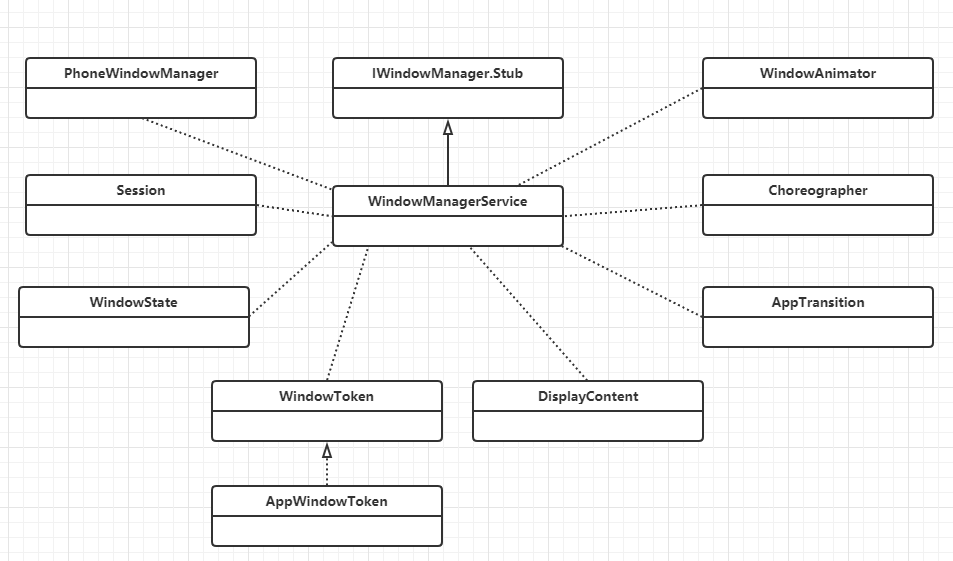 PhoneWindowManager
IWindowManager.Stub
WindowAnimator
Session
WindowManagerService
Choreographer
WindowState
AppTransition
WindowToken
DisplayContent
AppWindowToken